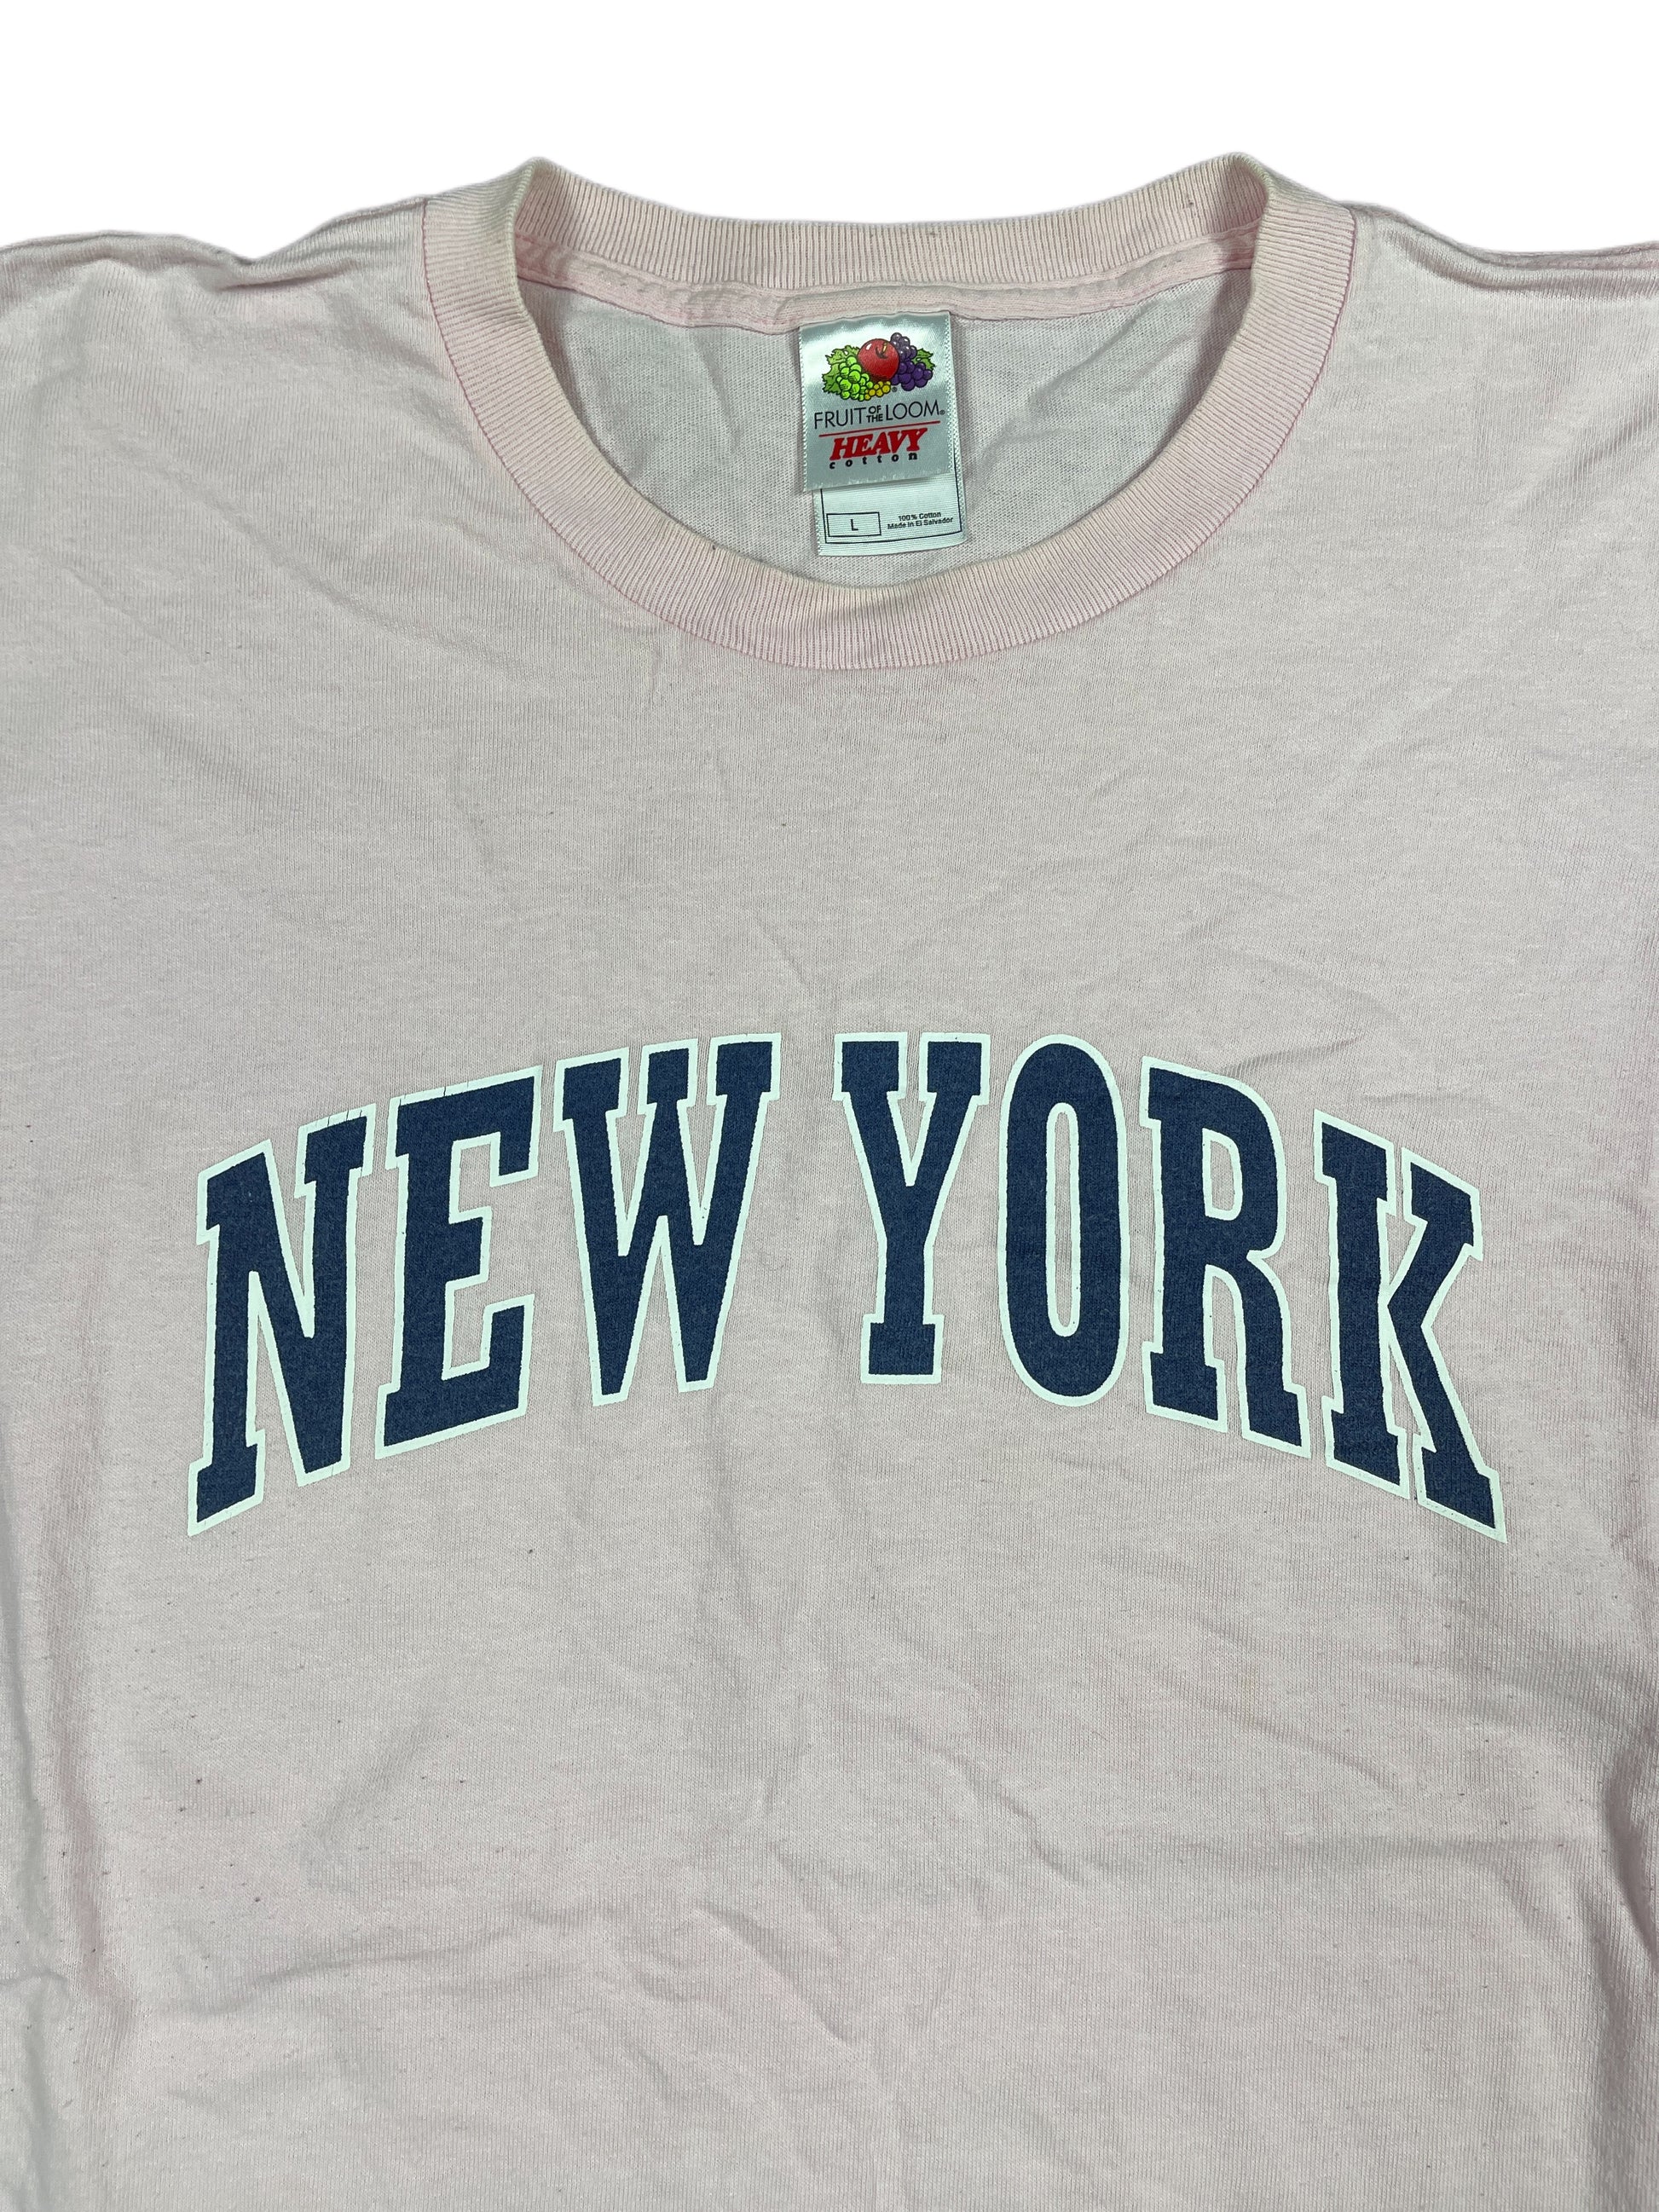 FRUIT OF THE LOOM®
HEAVY
cotton
L
100% Cotton
Made in El Salvador
NEW YORK